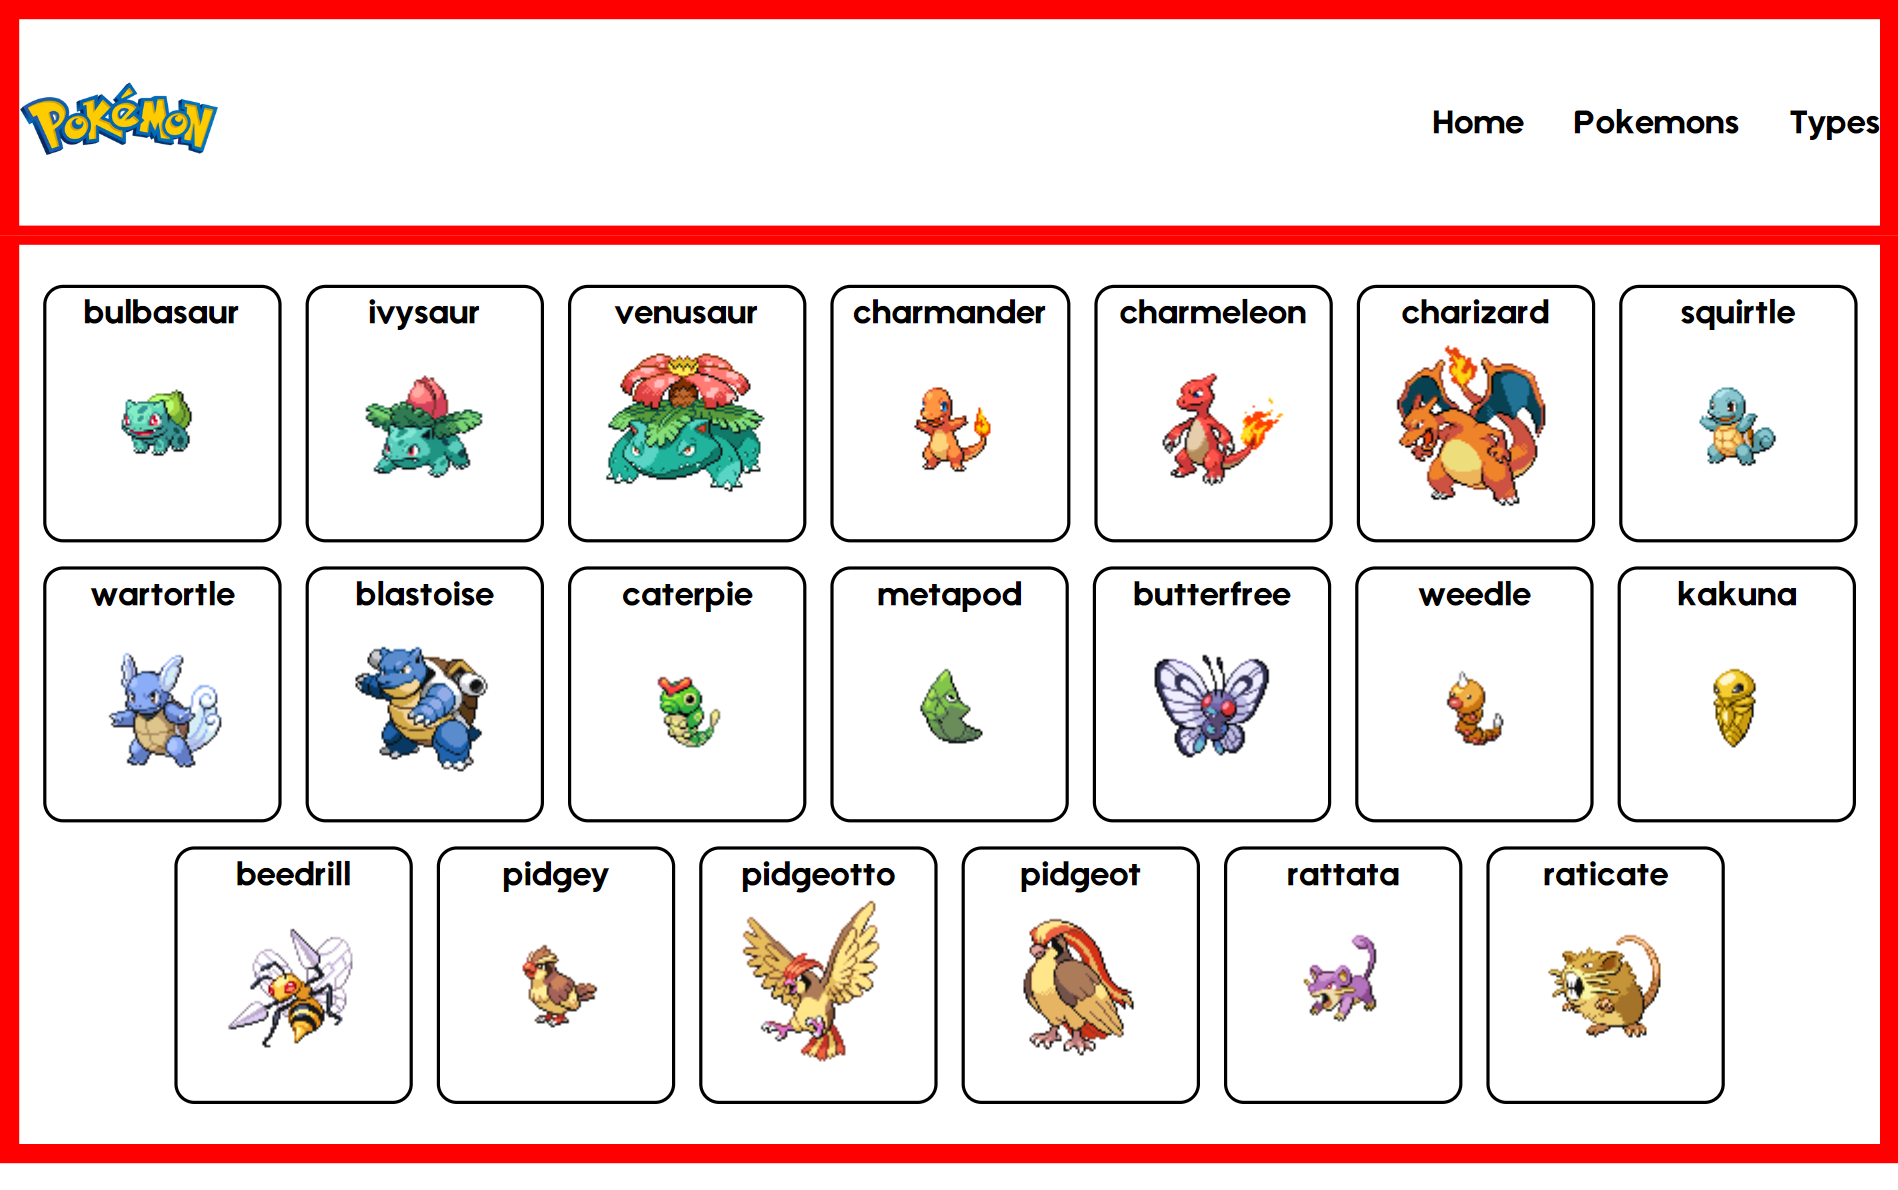 POKéMON
Home Pokemons Types
bulbasaur ivysaur venusaur charmander charmeleon charizard squirtle
wartortle blastoise caterpie metapod butterfree weedle kakuna
beedrill pidgey pidgeotto pidgeot rattata raticate